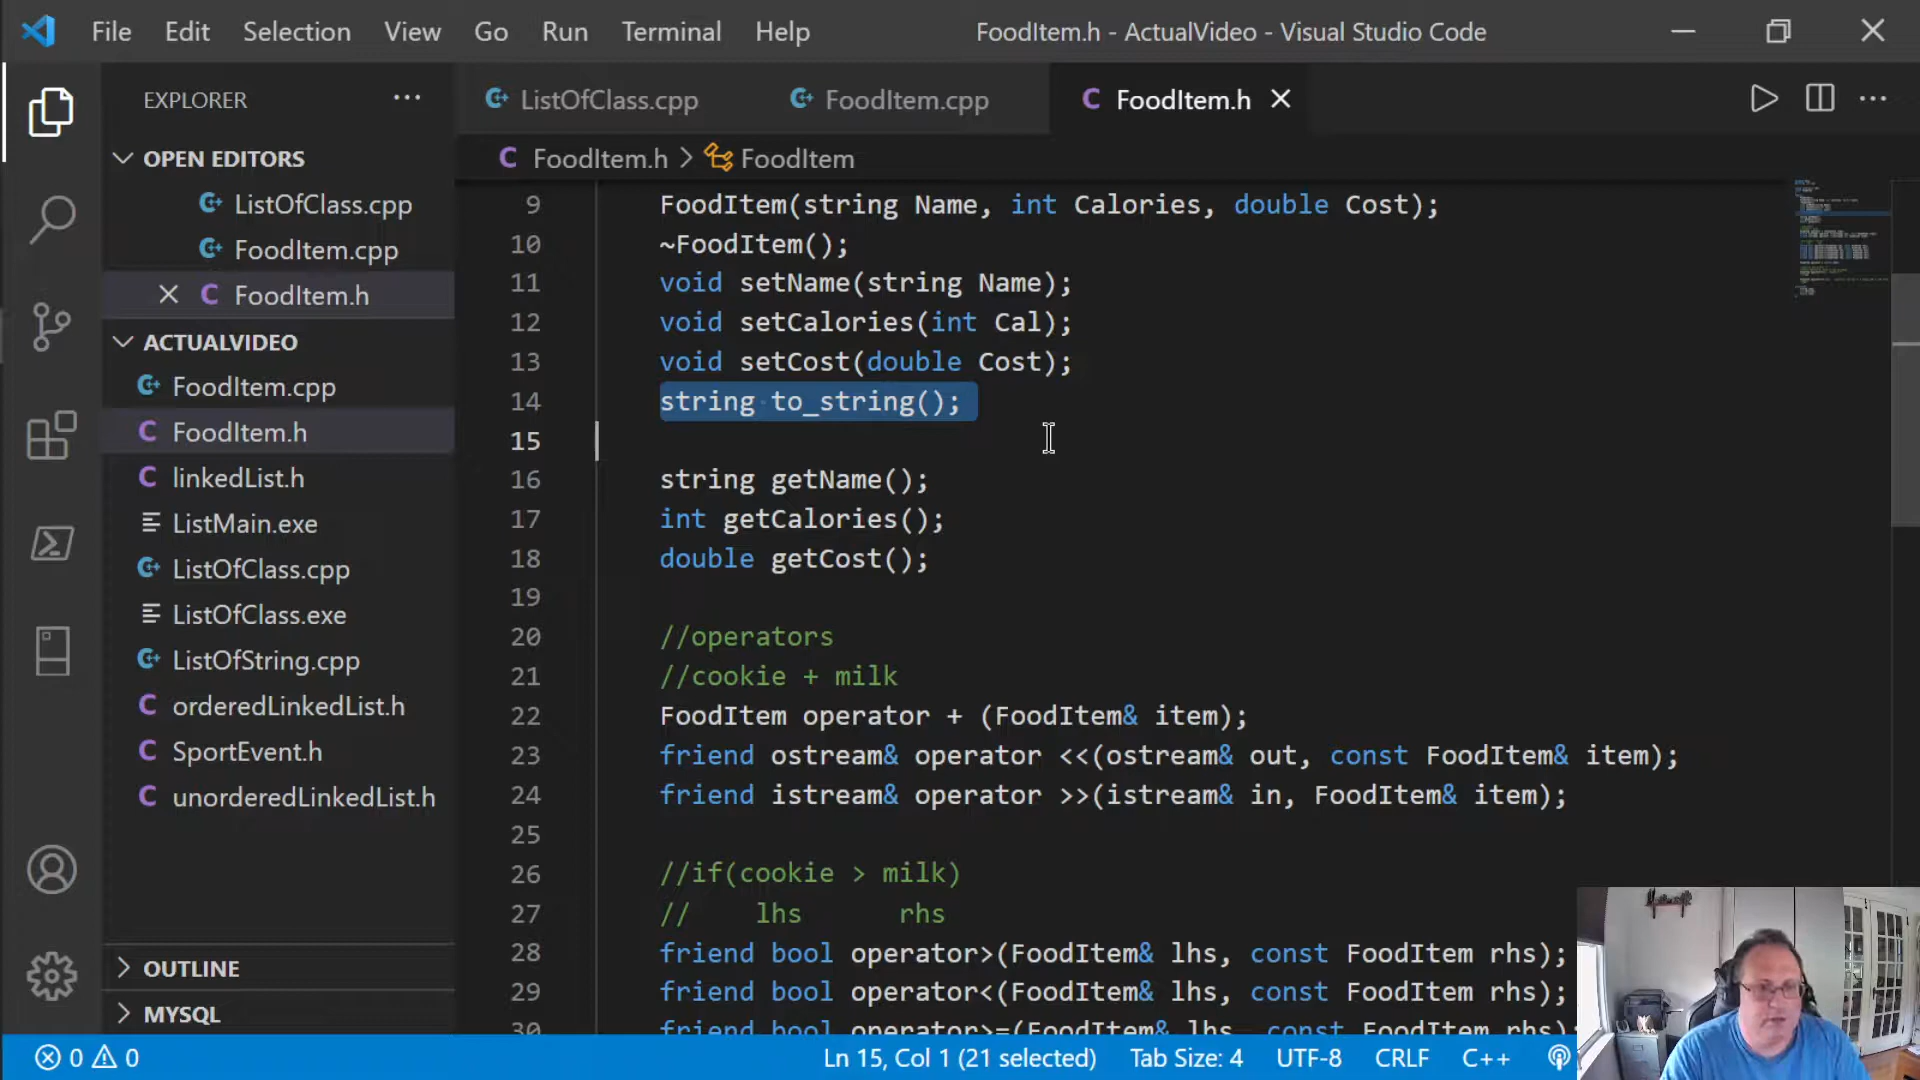 File Edit Selection View Go Run Terminal Help FoodItem.h - ActualVideo - Visual Studio Code
EXPLORER
OPEN EDITORS
ListOfClass.cpp
FoodItem.cpp
FoodItem.h
ACTUALVIDEO
FoodItem.cpp
FoodItem.h
linkedList.h
ListMain.exe
ListOfClass.cpp
ListOfClass.exe
ListOfString.cpp
orderedLinkedList.h
SportEvent.h
unorderedLinkedList.h
OUTLINE
MYSQL
ListOfClass.cpp FoodItem.cpp FoodItem.h
FoodItem.h > FoodItem
9 FoodItem(string Name, int Calories, double Cost);
10 ~FoodItem();
11 void setName(string Name);
12 void setCalories(int Cal);
13 void setCost(double Cost);
14 string to_string();
15
16 string getName();
17 int getCalories();
18 double getCost();
19
20 //operators
21 //cookie + milk
22 FoodItem operator + (FoodItem& item);
23 friend ostream& operator <<(ostream& out, const FoodItem& item);
24 friend istream& operator >>(istream& in, FoodItem& item);
25
26 //if(cookie > milk)
27 // lhs rhs
28 friend bool operator>(FoodItem& lhs, const FoodItem rhs);
29 friend bool operator<(FoodItem& lhs, const FoodItem rhs);
30 friend bool operator>=(FoodItem& lhs, const FoodItem rhs);
0 0 Ln 15, Col 1 (21 selected) Tab Size: 4 UTF-8 CRLF C++